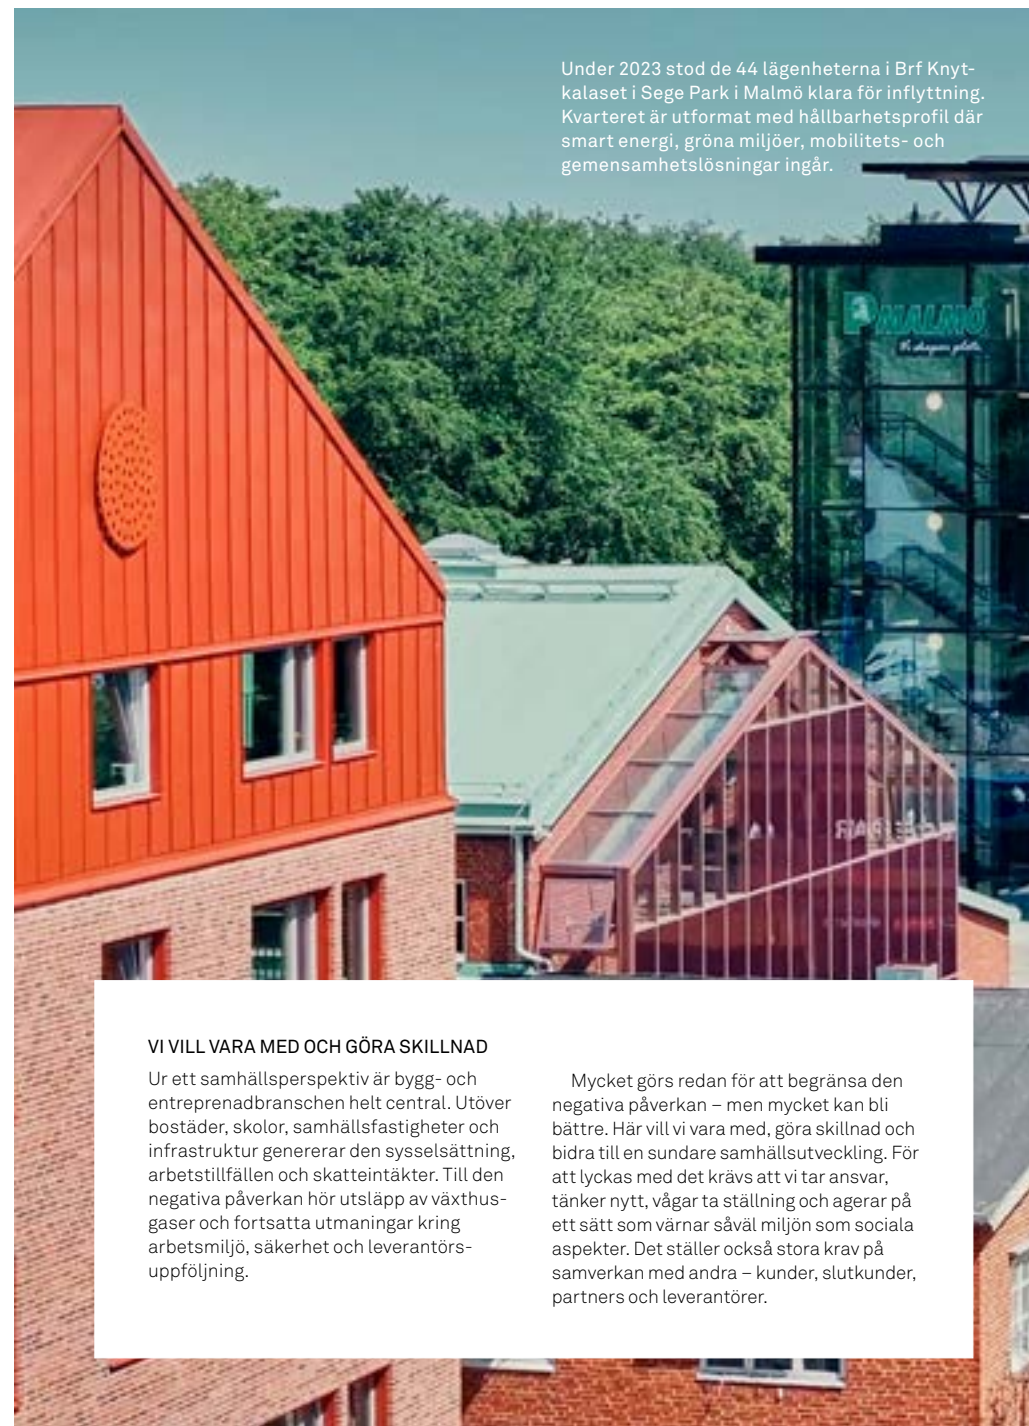 Under 2023 stod de 44 lägenheterna i Brf Knyt-
kalaset i Sege Park i Malmö klara för inflyttning.
Kvarteret är utformat med hållbarhetsprofil där
smart energi, gröna miljöer, mobilitets- och
gemensamhetslösningar ingår.
P MALMÖ
Vi skapar plats.
VI VILL VARA MED OCH GÖRA SKILLNAD
Ur ett samhällsperspektiv är bygg- och
entreprenadbranschen helt central. Utöver
bostäder, skolor, samhällsfastigheter och
infrastruktur genererar den sysselsättning,
arbetstillfällen och skatteintäkter. Till den
negativa påverkan hör utsläpp av växthus-
gaser och fortsatta utmaningar kring
arbetsmiljö, säkerhet och leverantörs-
uppföljning.
Mycket görs redan för att begränsa den
negativa påverkan – men mycket kan bli
bättre. Här vill vi vara med, göra skillnad och
bidra till en sundare samhällsutveckling. För
att lyckas med det krävs att vi tar ansvar,
tänker nytt, vågar ta ställning och agerar på
ett sätt som värnar såväl miljön som sociala
aspekter. Det ställer också stora krav på
samverkan med andra – kunder, slutkunder,
partners och leverantörer.